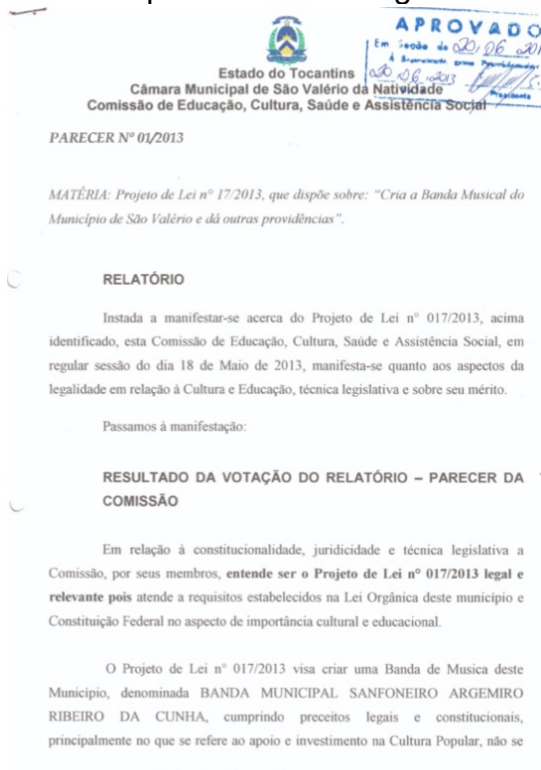 APROVADO
Em Sessão de 20/06/201
20 06 2013
Presidente
Estado do Tocantins
Câmara Municipal de São Valério da Natividade
Comissão de Educação, Cultura, Saúde e Assistência Social
PARECER Nº 01/2013
MATÉRIA: Projeto de Lei nº 17/2013, que dispõe sobre: "Cria a Banda Musical do
Município de São Valério e dá outras providências".
RELATÓRIO
Instada a manifestar-se acerca do Projeto de Lei nº 017/2013, acima
identificado, esta Comissão de Educação, Cultura, Saúde e Assistência Social, em
regular sessão do dia 18 de Maio de 2013, manifesta-se quanto aos aspectos da
legalidade em relação à Cultura e Educação, técnica legislativa e sobre seu mérito.
Passamos à manifestação:
RESULTADO DA VOTAÇÃO DO RELATÓRIO – PARECER DA
COMISSÃO
Em relação à constitucionalidade, juridicidade e técnica legislativa a
Comissão, por seus membros, entende ser o Projeto de Lei nº 017/2013 legal e
relevante pois atende a requisitos estabelecidos na Lei Orgânica deste município e
Constituição Federal no aspecto de importância cultural e educacional.
O Projeto de Lei nº 017/2013 visa criar uma Banda de Musica deste
Município, denominada BANDA MUNICIPAL SANFONEIRO ARGEMIRO
RIBEIRO DA CUNHA, cumprindo preceitos legais e constitucionais,
principalmente no que se refere ao apoio e investimento na Cultura Popular, não se